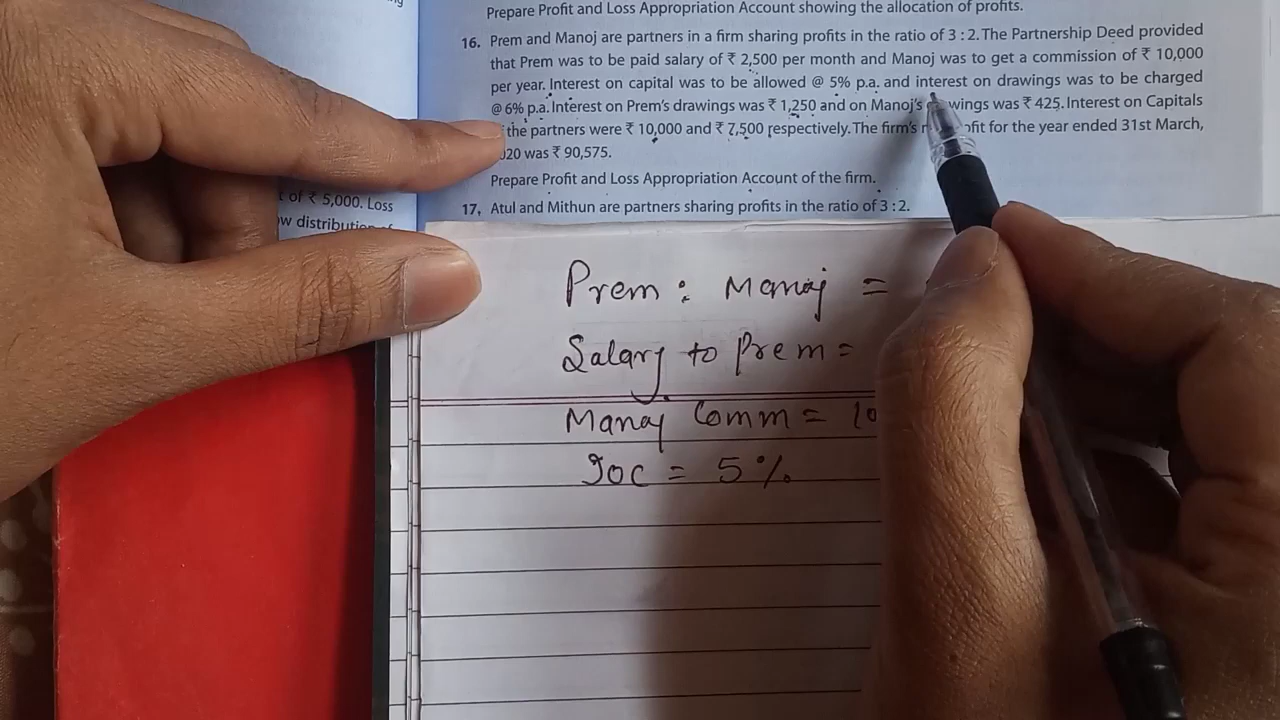 Prepare Profit and Loss Appropriation Account showing the allocation of profits.
16. Prem and Manoj are partners in a firm sharing profits in the ratio of 3 : 2. The Partnership Deed provided
that Prem was to be paid salary of ₹ 2,500 per month and Manoj was to get a commission of ₹ 10,000
per year. Interest on capital was to be allowed @ 5% p.a. and interest on drawings was to be charged
@ 6% p.a. Interest on Prem's drawings was ₹ 1,250 and on Manoj's wings was ₹ 425. Interest on Capitals
the partners were ₹ 10,000 and ₹ 7,500 respectively. The firm's fit for the year ended 31st March,
20 was ₹ 90,575.
Prepare Profit and Loss Appropriation Account of the firm.
17. Atul and Mithun are partners sharing profits in the ratio of 3 : 2.
of ₹ 5,000. Loss
w distribution
Prem : Manoj =
Salary to Prem =
Manoj Comm = 10
IOC = 5%